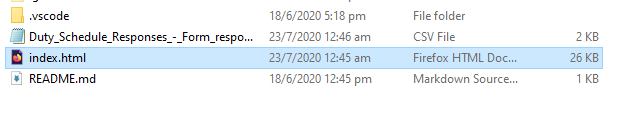 .vscode 18/6/2020 5:18 pm File folder
Duty_Schedule_Responses_-_Form_respo... 23/7/2020 12:46 am CSV File 2 KB
index.html 23/7/2020 12:45 am Firefox HTML Doc... 26 KB
README.md 18/6/2020 12:45 pm Markdown Source... 1 KB